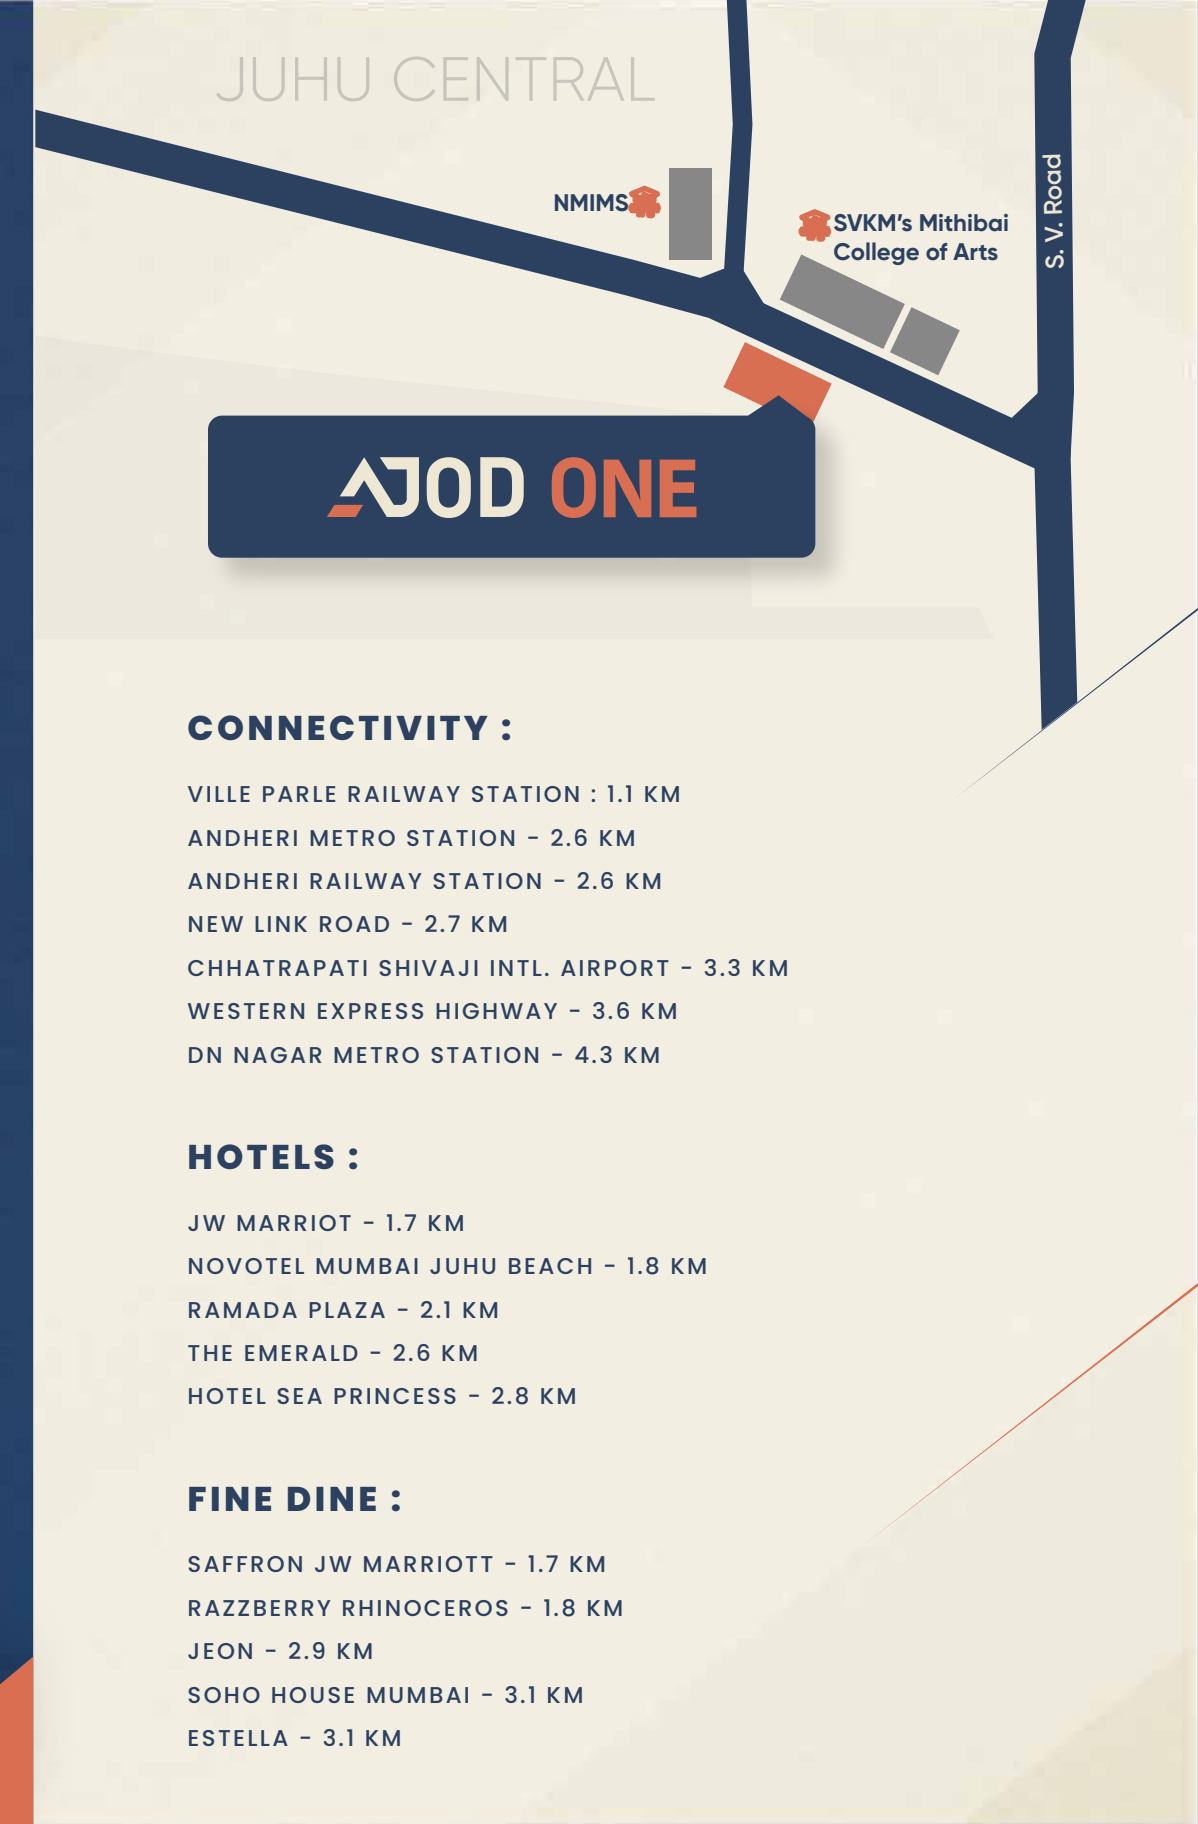 JUHU CENTRAL
NMIMS
SVKM's Mithibai
College of Arts
S. V. Road
AJOD ONE
CONNECTIVITY :
VILLE PARLE RAILWAY STATION : 1.1 KM
ANDHERI METRO STATION - 2.6 KM
ANDHERI RAILWAY STATION - 2.6 KM
NEW LINK ROAD - 2.7 KM
CHHATRAPATI SHIVAJI INTL. AIRPORT - 3.3 KM
WESTERN EXPRESS HIGHWAY - 3.6 KM
DN NAGAR METRO STATION - 4.3 KM
HOTELS :
JW MARRIOT - 1.7 KM
NOVOTEL MUMBAI JUHU BEACH - 1.8 KM
RAMADA PLAZA - 2.1 KM
THE EMERALD - 2.6 KM
HOTEL SEA PRINCESS - 2.8 KM
FINE DINE :
SAFFRON JW MARRIOTT - 1.7 KM
RAZZBERRY RHINOCEROS - 1.8 KM
JEON - 2.9 KM
SOHO HOUSE MUMBAI - 3.1 KM
ESTELLA - 3.1 KM